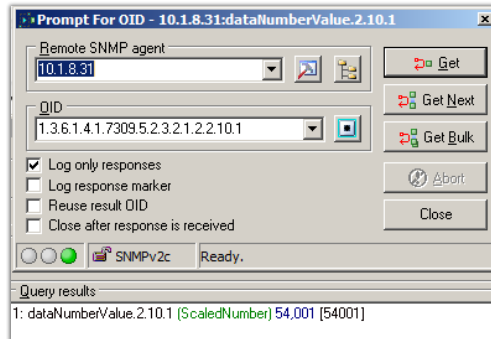 Prompt For OID - 10.1.8.31:dataNumberValue.2.10.1
Remote SNMP agent
10.1.8.31
Get
OID
Get Next
1.3.6.1.4.1.7309.5.2.3.2.1.2.2.10.1
Get Bulk
Log only responses
Log response marker
Abort
Reuse result OID
Close after response is received
Close
SNMPv2c
Ready.
Query results
1: dataNumberValue.2.10.1 (ScaledNumber) 54,001 [54001]